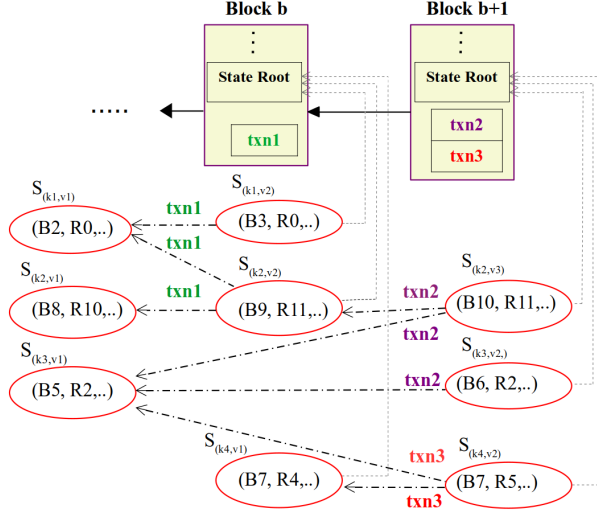 Block b
Block b+1
⋮
⋮
State Root
State Root
.....
txn1
txn2
txn3
S(k1,v1)
S(k1,v2)
txn1
(B2, R0,..)
(B3, R0,..)
txn1
S(k2,v1)
S(k2,v2)
S(k2,v3)
txn1
txn2
(B8, R10,..)
(B9, R11,..)
(B10, R11,..)
txn2
S(k3,v1)
S(k3,v2,)
txn2
(B5, R2,..)
(B6, R2,..)
S(k4,v1)
S(k4,v2)
txn3
(B7, R4,..)
(B7, R5,..)
txn3